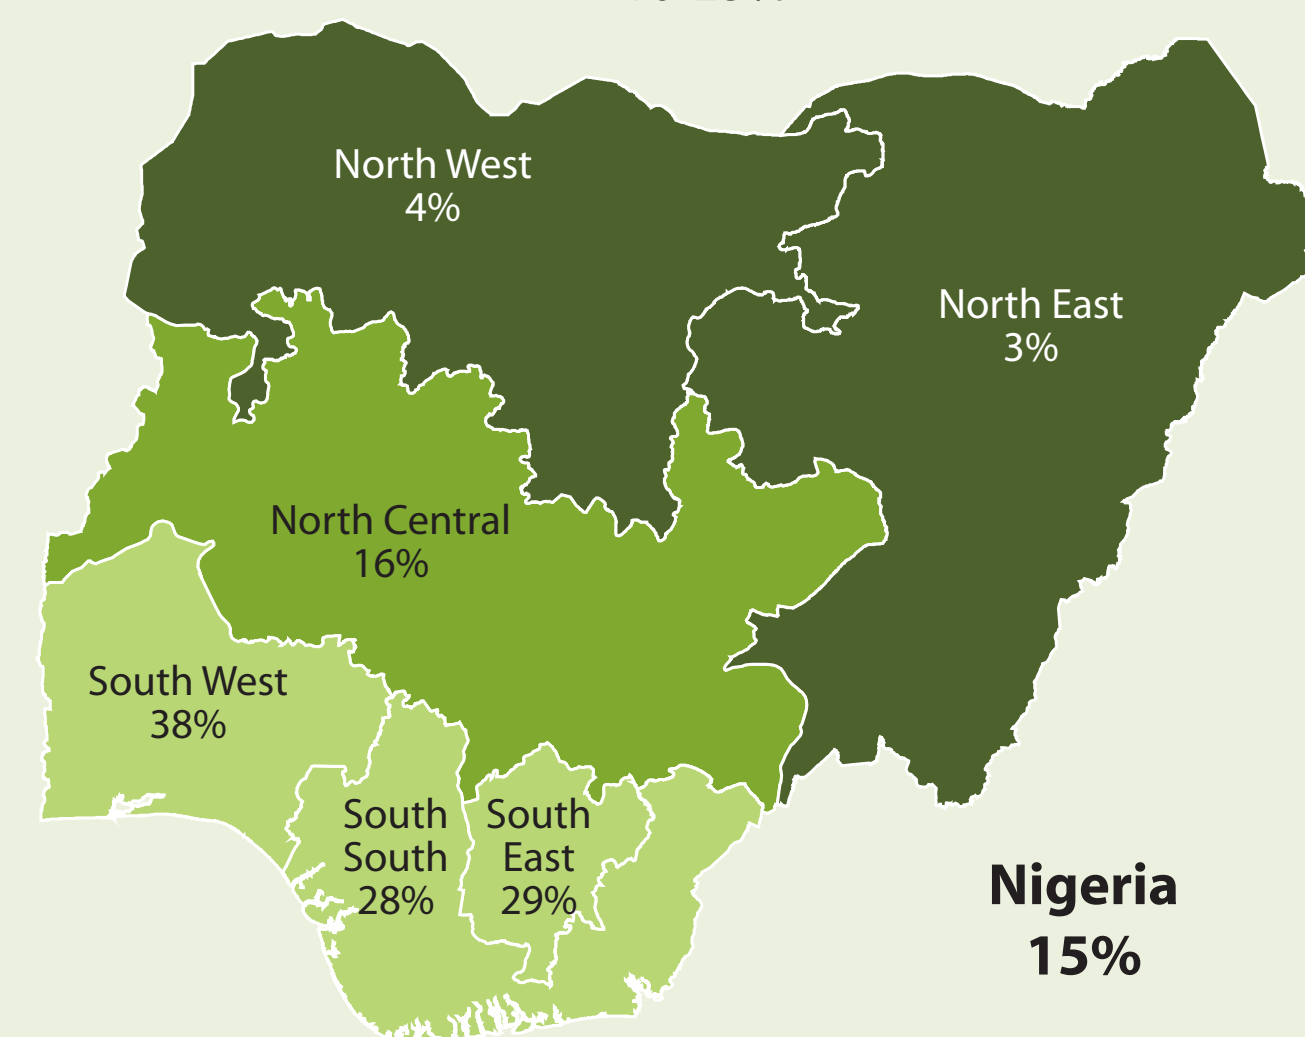 North West
4%
North East
3%
North Central
16%
South West
38%
South
South
28%
South
East
29%
Nigeria
15%